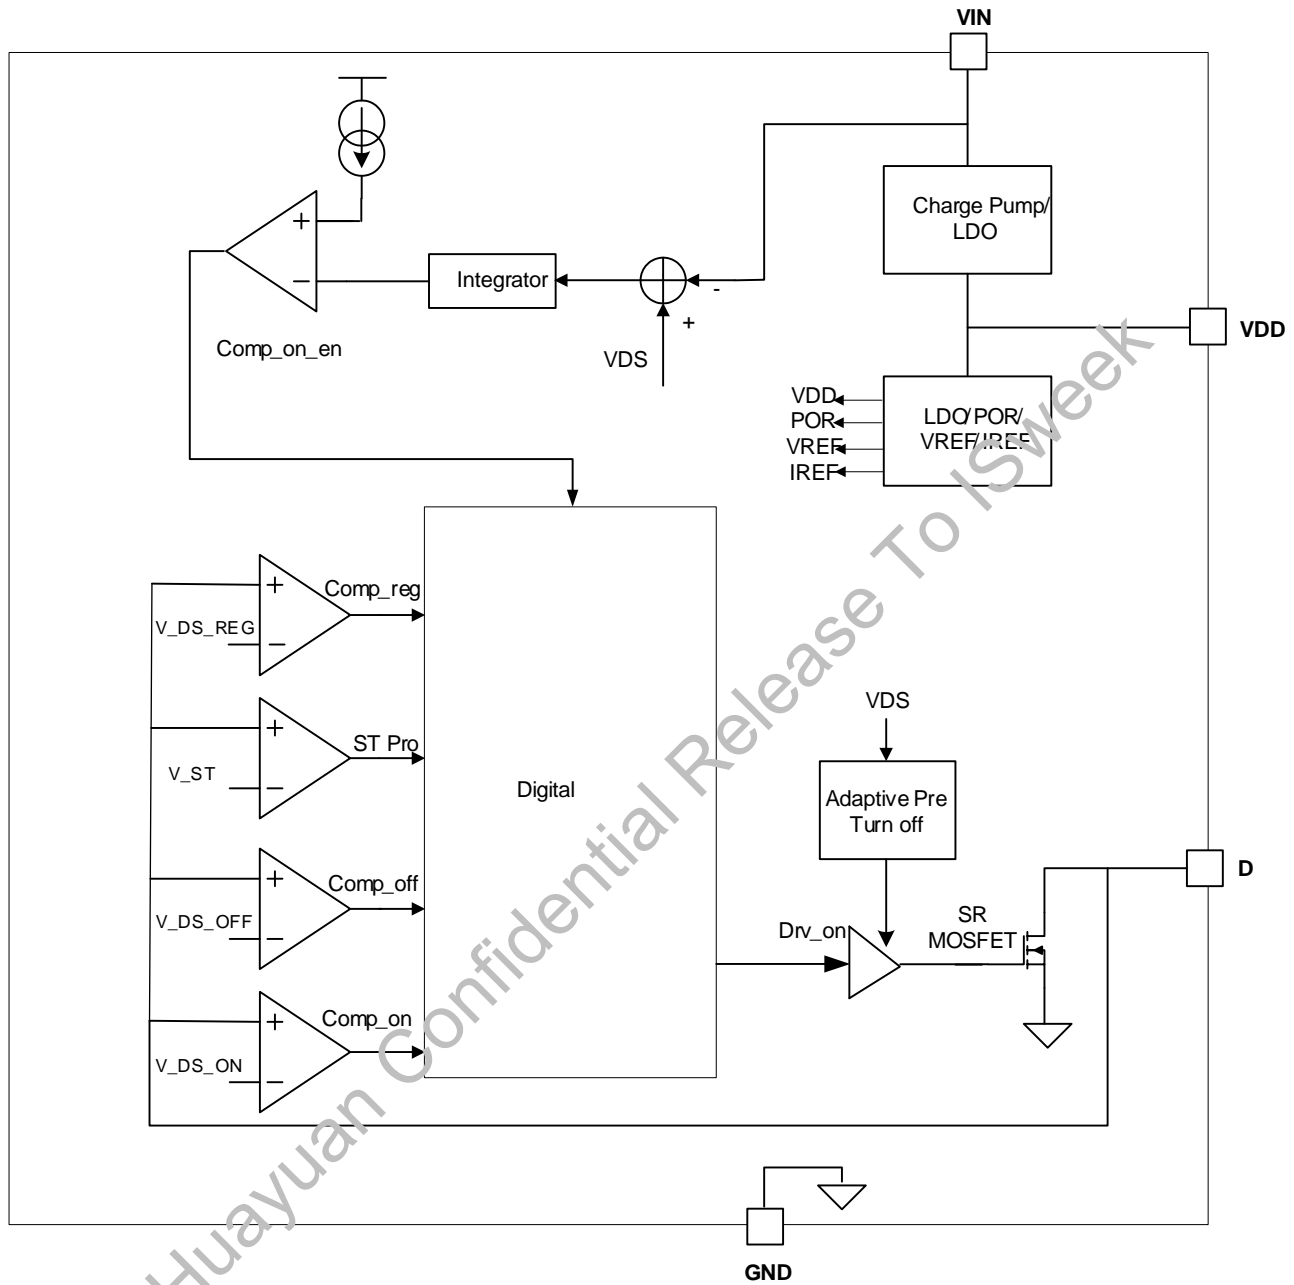 VIN
+
−
Comp_on_en
Integrator
-
+
VDS
Charge Pump/
LDO
VDD
VDD
POR
VREF
IREF
LDO/POR/
VREF/IREF
+
−
V_DS_REG
Comp_reg
+
−
V_ST
ST Pro
+
−
V_DS_OFF
Comp_off
+
−
V_DS_ON
Comp_on
Digital
VDS
Adaptive Pre
Turn off
Drv_on
SR
MOSFET
D
GND
Huayuan Confidential Release To ISweek